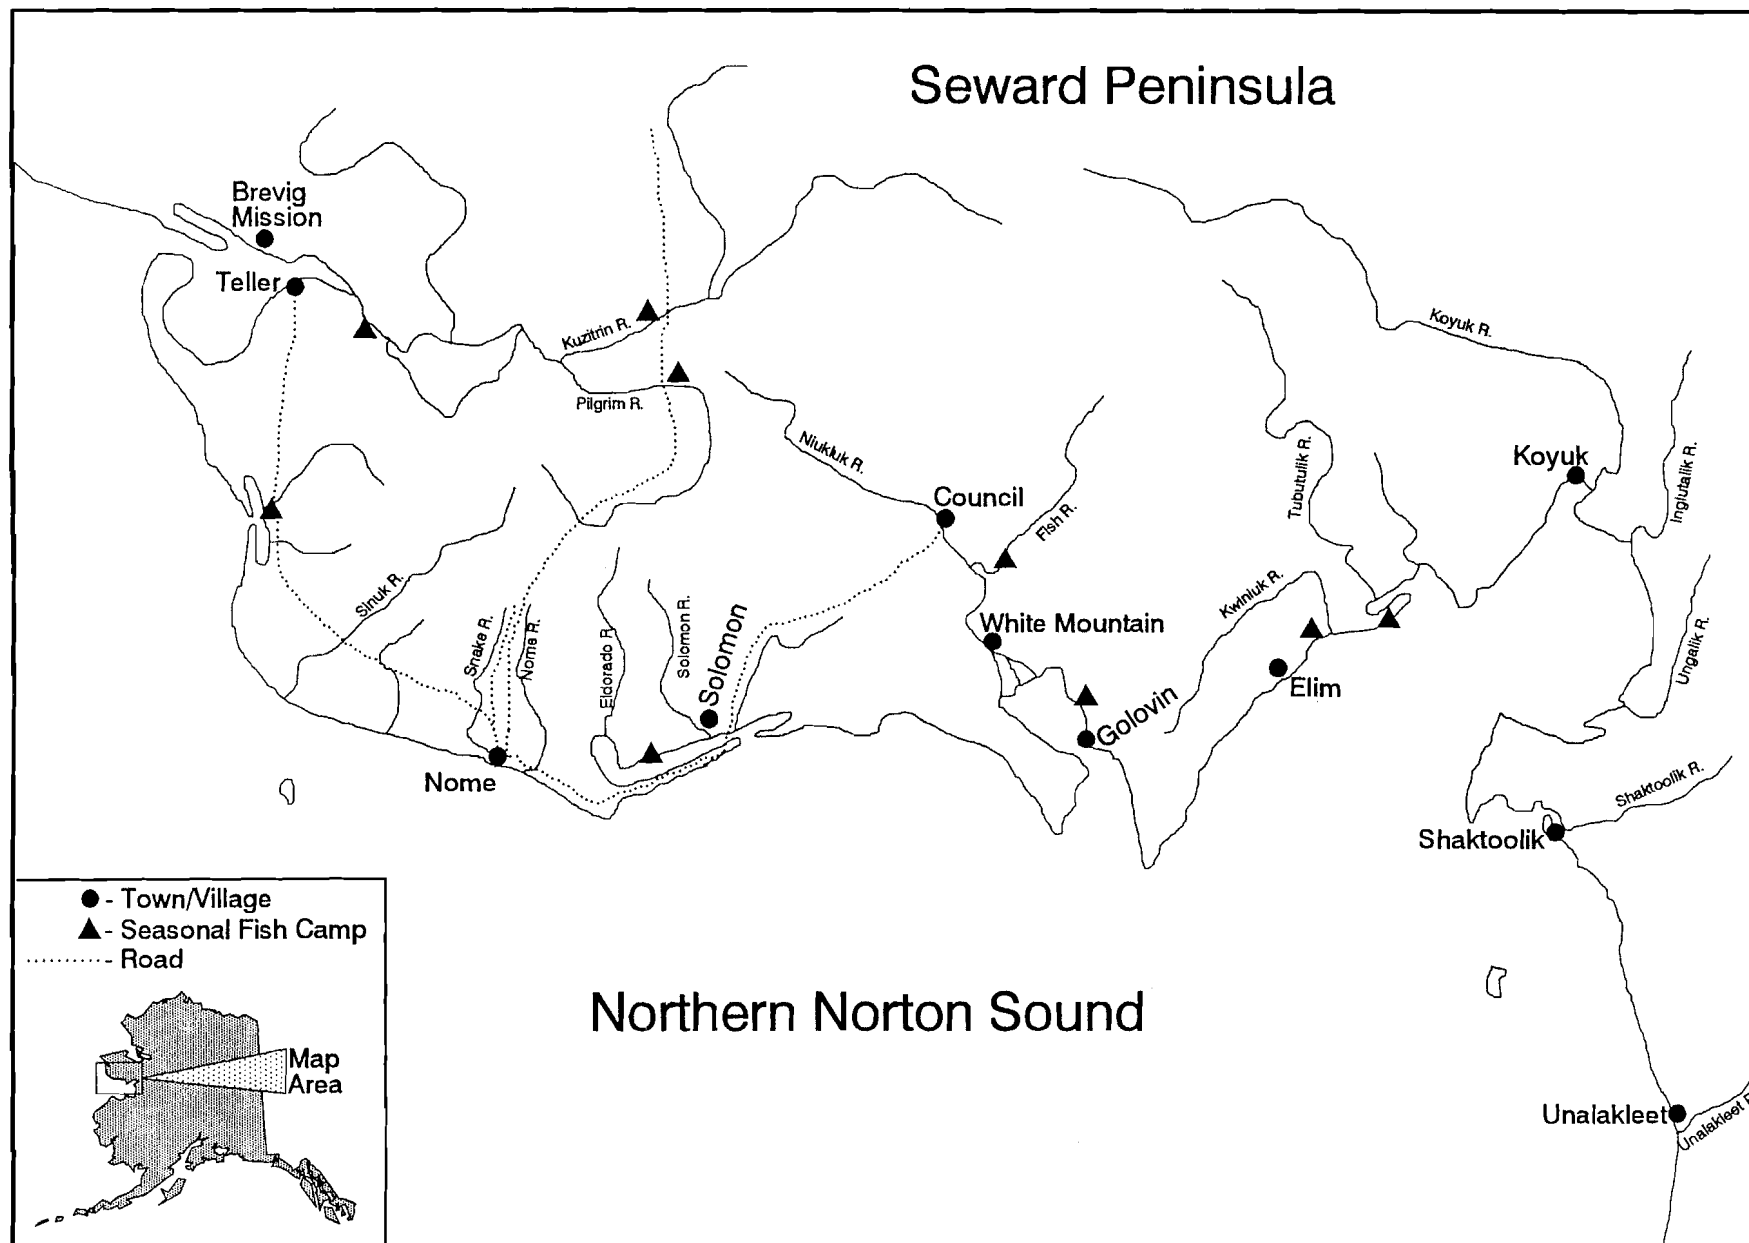 Seward Peninsula
Brevig
Mission
Teller
Kuzitrin R.
Koyuk R.
Pilgrim R.
Niukluk R.
Koyuk
Tubutulik R.
Inglutalik R.
Council
Fish R.
Sinuk R.
Kwiniuk R.
Snake R.
Nome R.
Eldorado R.
Solomon R.
Solomon
White Mountain
Ungalik R.
Elim
Golovin
Nome
Shaktoolik R.
Shaktoolik
● - Town/Village
▲ - Seasonal Fish Camp
·········· - Road
Northern Norton Sound
Map
Area
Unalakleet
Unalakleet R